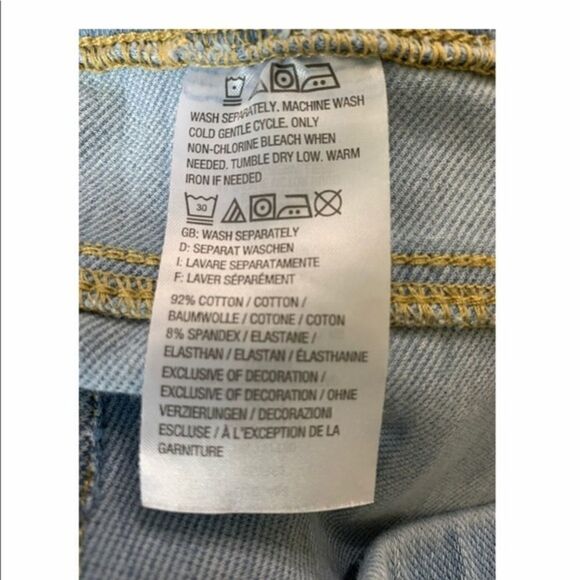 WASH SEPARATELY. MACHINE WASH
COLD GENTLE CYCLE. ONLY
NON-CHLORINE BLEACH WHEN
NEEDED. TUMBLE DRY LOW. WARM
IRON IF NEEDED
30
GB: WASH SEPARATELY
D: SEPARAT WASCHEN
I: LAVARE SEPARATAMENTE
F: LAVER SÉPARÉMENT
92% COTTON / COTTON /
BAUMWOLLE / COTONE / COTON
8% SPANDEX / ELASTANE /
ELASTHAN / ELASTAN / ÉLASTHANNE
EXCLUSIVE OF DECORATION /
EXCLUSIVE OF DECORATION / OHNE
VERZIERUNGEN / DECORAZIONI
ESCLUSE / À L'EXCEPTION DE LA
GARNITURE